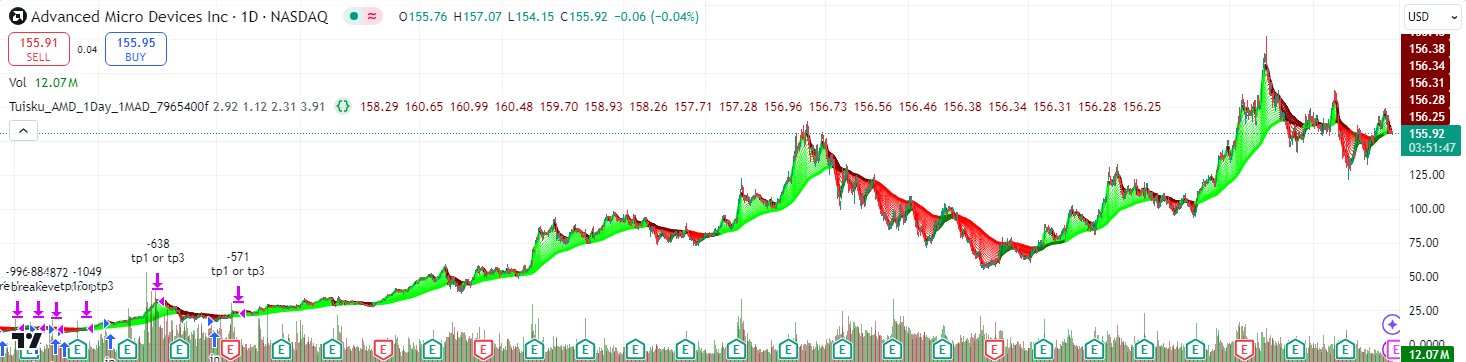 Advanced Micro Devices Inc · 1D · NASDAQ O155.76 H157.07 L154.15 C155.92 −0.06 (−0.04%)
USD
155.91
SELL
0.04
155.95
BUY
Vol 12.07M
Tuisku_AMD_1Day_1MAD_7965400f 2.92 1.12 2.31 3.91 158.29 160.65 160.99 160.48 159.70 158.93 158.26 157.71 157.28 156.96 156.73 156.56 156.46 156.38 156.34 156.31 156.28 156.25
156.38
156.34
156.31
156.28
156.25
155.92
03:51:47
125.00
100.00
75.00
50.00
25.00
0.0000
12.07M
-638
tp1 or tp3
-571
tp1 or tp3
-1049
E E E E E E E E E E E E E E E E E E E E E E E E E E E